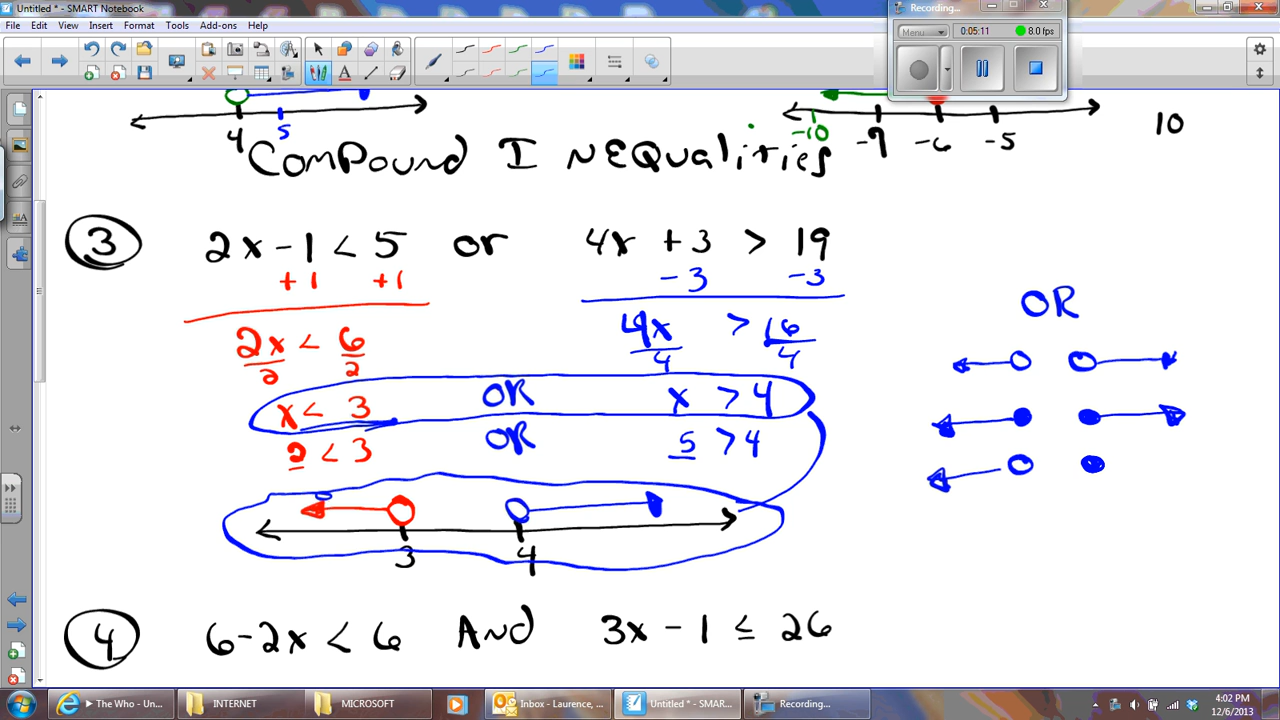 Untitled * - SMART Notebook
Recording...
File Edit View Insert Format Tools Add-ons Help
Menu
0:05:11
8.0 fps
4 5
-10 -7 -6 -5
10
Compound Inequalities
3 2x - 1 < 5 or 4x + 3 > 19
+1 +1 -3 -3
OR
2x < 6 4x > 16
2 2 4 4
x < 3 OR x > 4
2 < 3 OR 5 > 4
3 4
4 6-2x < 6 And 3x - 1 ≤ 26
The Who - Un...
INTERNET
MICROSOFT
Inbox - Laurence, ...
Untitled * - SMAR...
Recording...
4:02 PM
12/6/2013